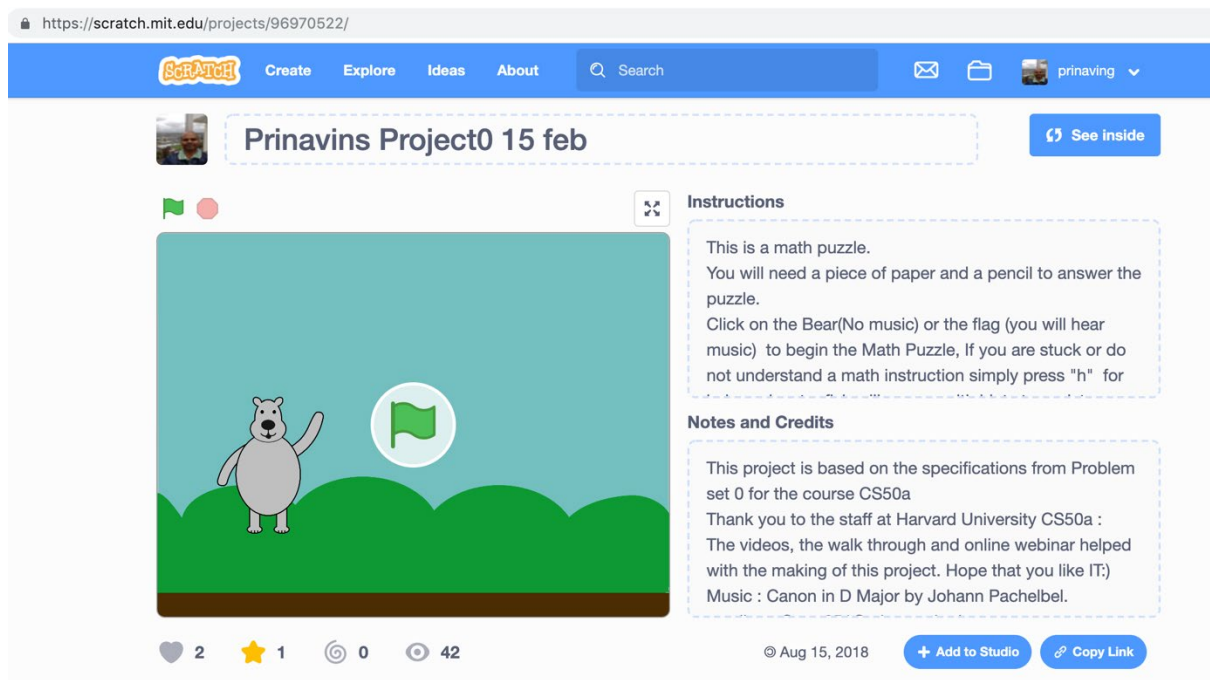 https://scratch.mit.edu/projects/96970522/
SCRATCH Create Explore Ideas About Search prinaving
Prinavins Project0 15 feb
See inside
Instructions
This is a math puzzle.
You will need a piece of paper and a pencil to answer the
puzzle.
Click on the Bear(No music) or the flag (you will hear
music) to begin the Math Puzzle, If you are stuck or do
not understand a math instruction simply press "h" for
Notes and Credits
This project is based on the specifications from Problem
set 0 for the course CS50a
Thank you to the staff at Harvard University CS50a :
The videos, the walk through and online webinar helped
with the making of this project. Hope that you like IT:)
Music : Canon in D Major by Johann Pachelbel.
2 1 0 42 Aug 15, 2018 Add to Studio Copy Link